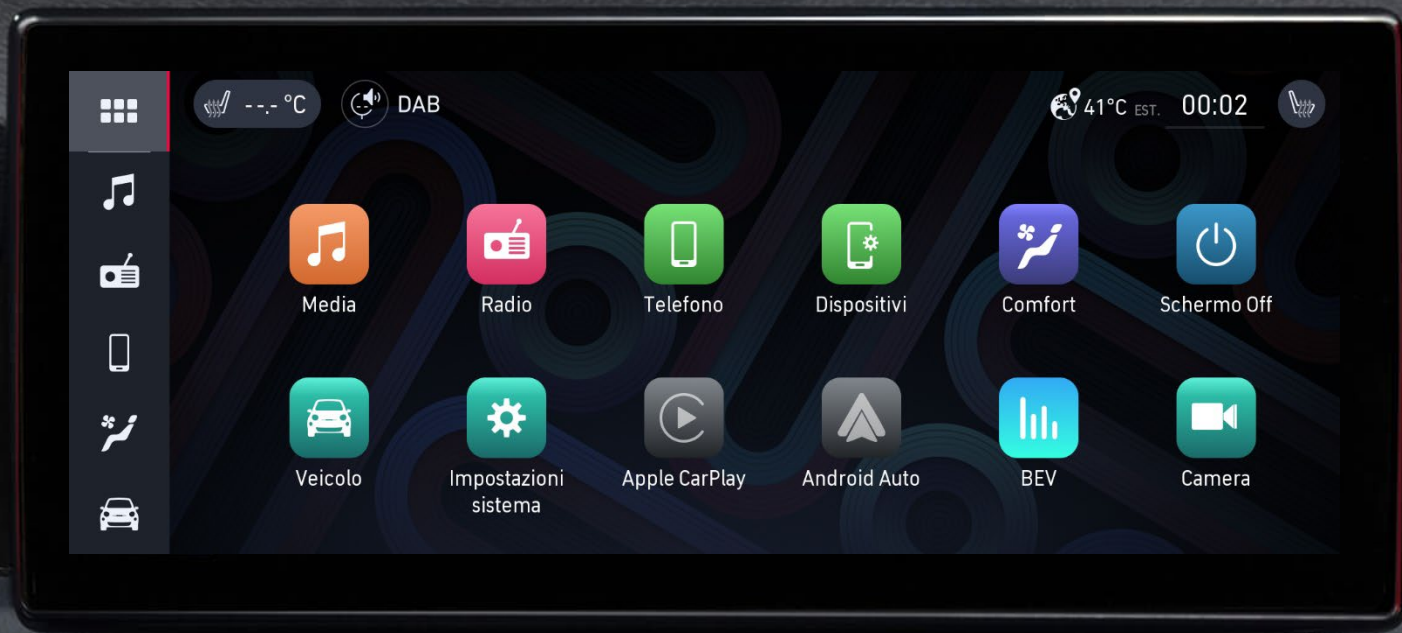 --.- °C
DAB
41°C EST.
00:02
Media
Radio
Telefono
Dispositivi
Comfort
Schermo Off
Veicolo
Impostazioni
sistema
Apple CarPlay
Android Auto
BEV
Camera